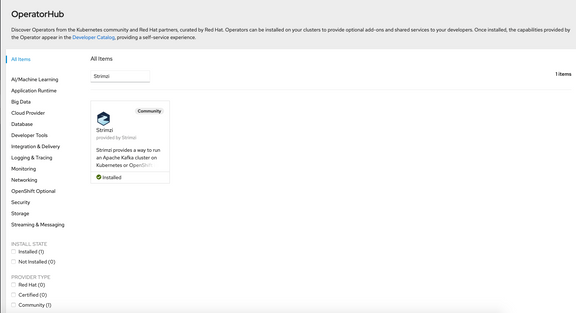 OperatorHub
Discover Operators from the Kubernetes community and Red Hat partners, curated by Red Hat. Operators can be installed on your clusters to provide optional add-ons and shared services to your developers. Once installed, the capabilities provided by
the Operator appear in the Developer Catalog, providing a self-service experience.
All Items
AI/Machine Learning
Application Runtime
Big Data
Cloud Provider
Database
Developer Tools
Integration & Delivery
Logging & Tracing
Monitoring
Networking
OpenShift Optional
Security
Storage
Streaming & Messaging
INSTALL STATE
Installed (1)
Not Installed (0)
PROVIDER TYPE
Red Hat (0)
Certified (0)
Community (1)
All Items
Strimzi
1 items
Community
Strimzi
provided by Strimzi
Strimzi provides a way to run
an Apache Kafka cluster on
Kubernetes or OpenShift
Installed